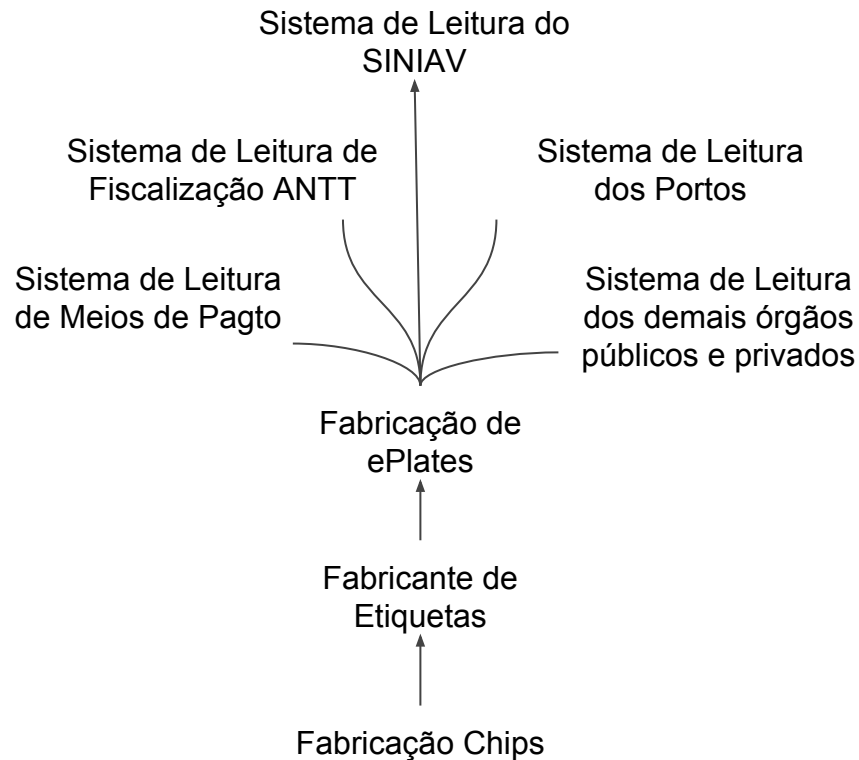 Sistema de Leitura do
SINIAV
Sistema de Leitura de
Fiscalização ANTT
Sistema de Leitura
dos Portos
Sistema de Leitura
de Meios de Pagto
Sistema de Leitura
dos demais órgãos
públicos e privados
Fabricação de
ePlates
Fabricante de
Etiquetas
Fabricação Chips